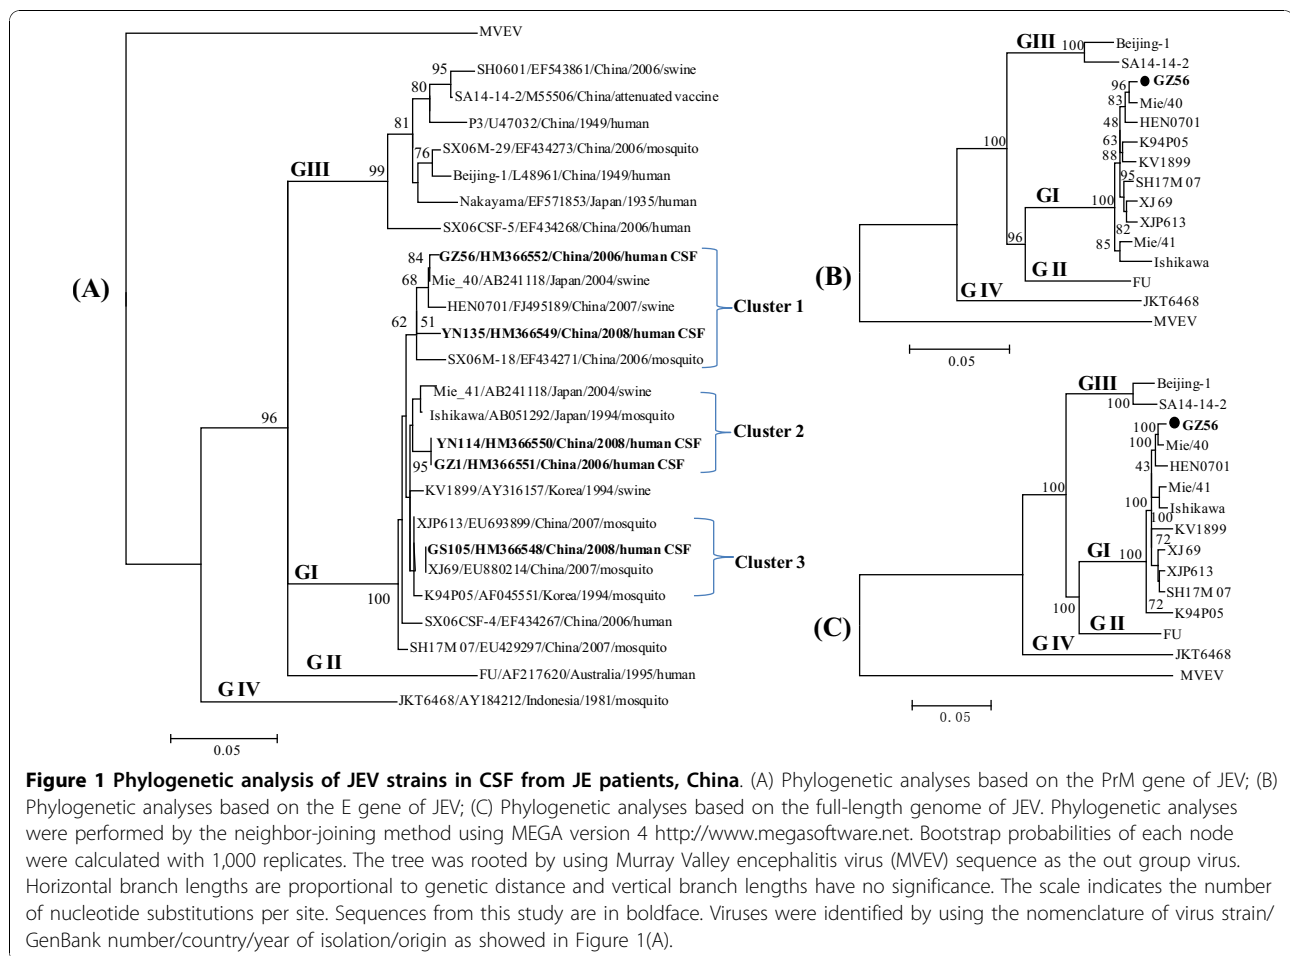 (A)
MVEV
95
SH0601/EF543861/China/2006/swine
80
SA14-14-2/M55506/China/attenuated vaccine
81
P3/U47032/China/1949/human
76
SX06M-29/EF434273/China/2006/mosquito
GIII
99
Beijing-1/L48961/China/1949/human
Nakayama/EF571853/Japan/1935/human
SX06CSF-5/EF434268/China/2006/human
84
GZ56/HM366552/China/2006/human CSF
68
Mie_40/AB241118/Japan/2004/swine
HEN0701/FJ495189/China/2007/swine
Cluster 1
62
51
YN135/HM366549/China/2008/human CSF
SX06M-18/EF434271/China/2006/mosquito
Mie_41/AB241118/Japan/2004/swine
Ishikawa/AB051292/Japan/1994/mosquito
Cluster 2
96
YN114/HM366550/China/2008/human CSF
95
GZ1/HM366551/China/2006/human CSF
KV1899/AY316157/Korea/1994/swine
XJP613/EU693899/China/2007/mosquito
GS105/HM366548/China/2008/human CSF
Cluster 3
GI
XJ69/EU880214/China/2007/mosquito
100
K94P05/AF045551/Korea/1994/mosquito
SX06CSF-4/EF434267/China/2006/human
SH17M 07/EU429297/China/2007/mosquito
G II
FU/AF217620/Australia/1995/human
G IV
JKT6468/AY184212/Indonesia/1981/mosquito
0.05
(B)
GIII
100
Beijing-1
SA14-14-2
96
GZ56
83
Mie/40
48
HEN0701
100
63
K94P05
88
KV1899
95
SH17M 07
GI
100
XJ 69
82
XJP613
96
85
Mie/41
Ishikawa
G II
FU
G IV
JKT6468
MVEV
0.05
(C)
GIII
Beijing-1
100
SA14-14-2
100
GZ56
100
Mie/40
43
HEN0701
100
Mie/41
100
Ishikawa
100
KV1899
72
GI
100
XJ 69
XJP613
SH17M 07
100
72
K94P05
G II
FU
G IV
JKT6468
MVEV
0.05
Figure 1 Phylogenetic analysis of JEV strains in CSF from JE patients, China. (A) Phylogenetic analyses based on the PrM gene of JEV; (B)
Phylogenetic analyses based on the E gene of JEV; (C) Phylogenetic analyses based on the full-length genome of JEV. Phylogenetic analyses
were performed by the neighbor-joining method using MEGA version 4 http://www.megasoftware.net. Bootstrap probabilities of each node
were calculated with 1,000 replicates. The tree was rooted by using Murray Valley encephalitis virus (MVEV) sequence as the out group virus.
Horizontal branch lengths are proportional to genetic distance and vertical branch lengths have no significance. The scale indicates the number
of nucleotide substitutions per site. Sequences from this study are in boldface. Viruses were identified by using the nomenclature of virus strain/
GenBank number/country/year of isolation/origin as showed in Figure 1(A).